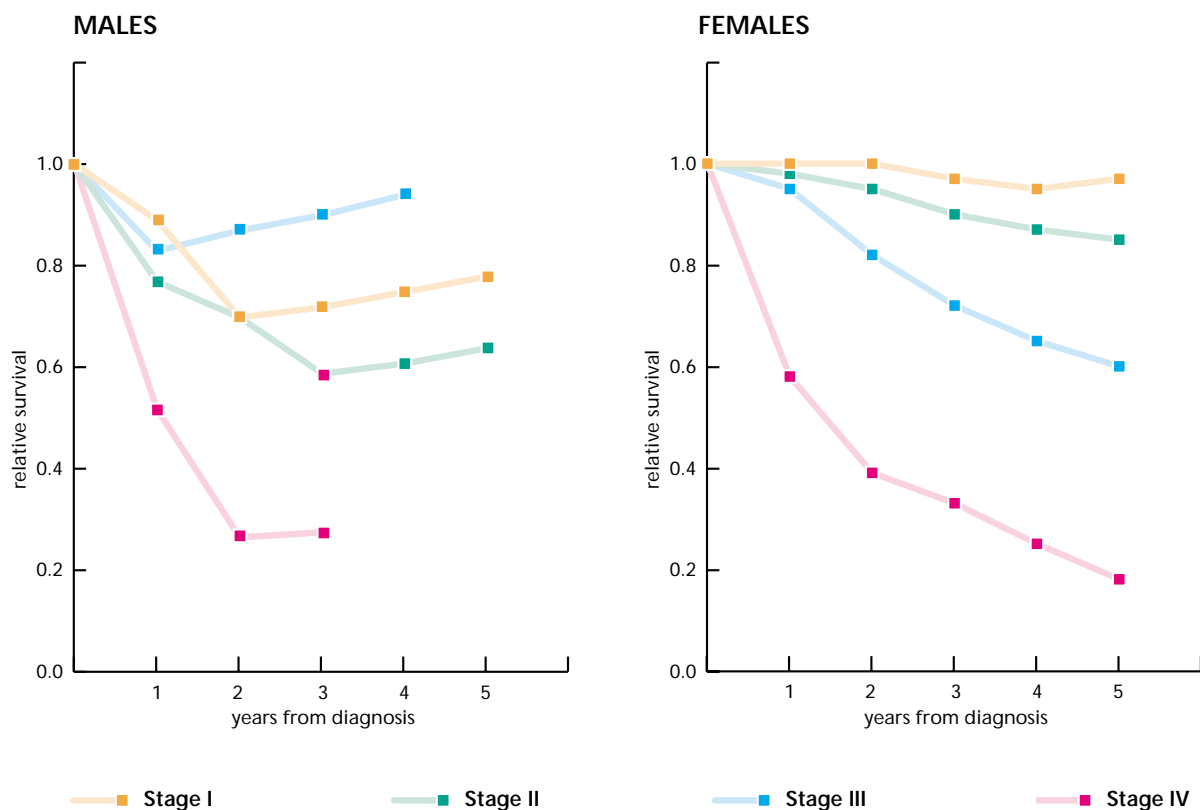 MALES
FEMALES
1.0
0.8
0.6
0.4
0.2
0.0
relative survival
1 2 3 4 5
years from diagnosis
1.0
0.8
0.6
0.4
0.2
0.0
relative survival
1 2 3 4 5
years from diagnosis
Stage I Stage II Stage III Stage IV